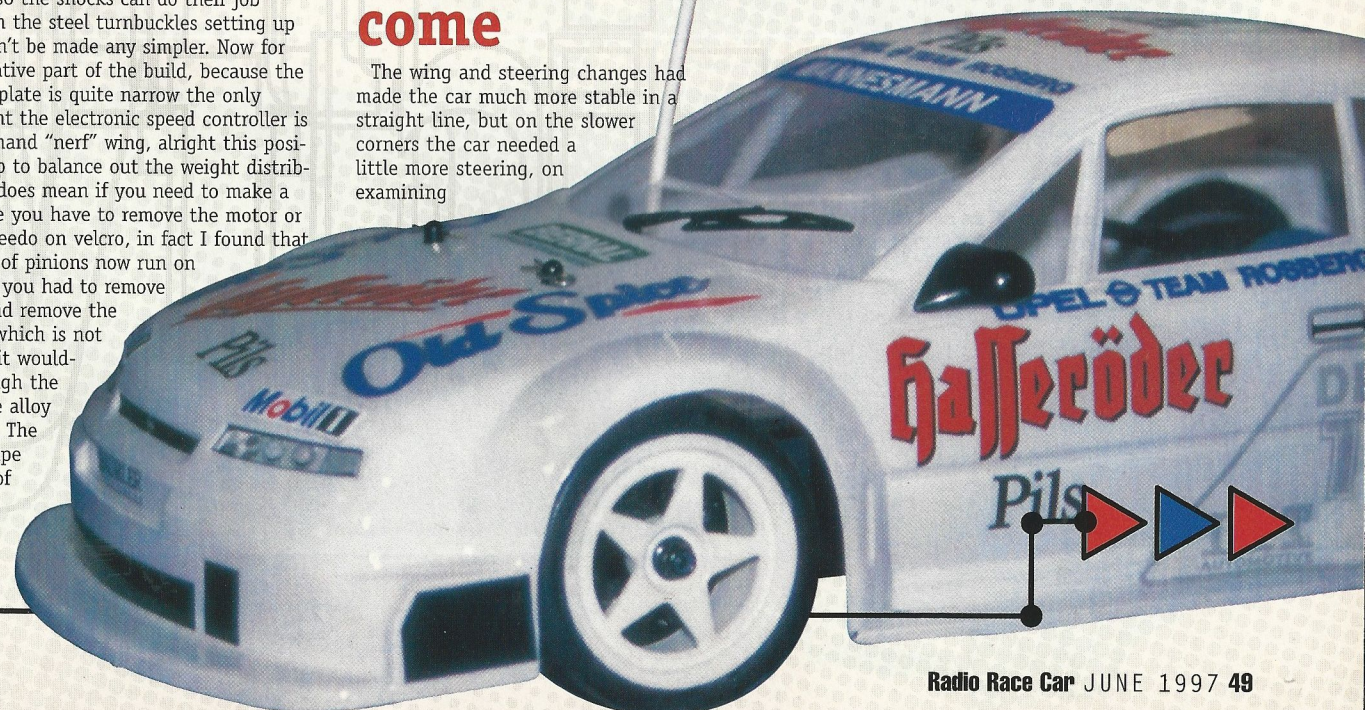 so the shocks can do their job
n the steel turnbuckles setting up
n't be made any simpler. Now for
ative part of the build, because the
plate is quite narrow the only
nt the electronic speed controller is
hand “nerf” wing, alright this posi-
p to balance out the weight distrib-
does mean if you need to make a
e you have to remove the motor or
eedo on velcro, in fact I found that
of pinions now run on
you had to remove
nd remove the
which is not
it would-
gh the
e alloy
The
pe
of
come
The wing and steering changes had
made the car much more stable in a
straight line, but on the slower
corners the car needed a
little more steering, on
examining
Pils
ROSBERG
MANNESMANN
Old Spice
Pils
Mobil 1
OPEL TEAM ROSBERG
Hasseröder
Pils
Radio Race Car JUNE 1997 49